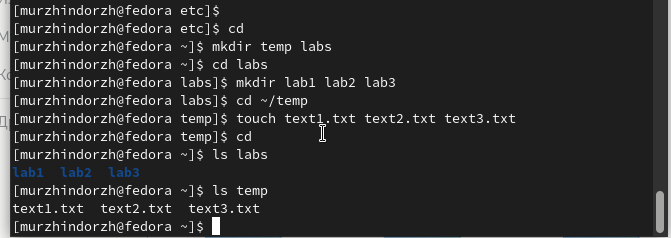 [murzhindorzh@fedora etc]$
[murzhindorzh@fedora etc]$ cd
[murzhindorzh@fedora ~]$ mkdir temp labs
[murzhindorzh@fedora ~]$ cd labs
[murzhindorzh@fedora labs]$ mkdir lab1 lab2 lab3
[murzhindorzh@fedora labs]$ cd ~/temp
[murzhindorzh@fedora temp]$ touch text1.txt text2.txt text3.txt
[murzhindorzh@fedora temp]$ cd
[murzhindorzh@fedora ~]$ ls labs
lab1  lab2  lab3
[murzhindorzh@fedora ~]$ ls temp
text1.txt  text2.txt  text3.txt
[murzhindorzh@fedora ~]$